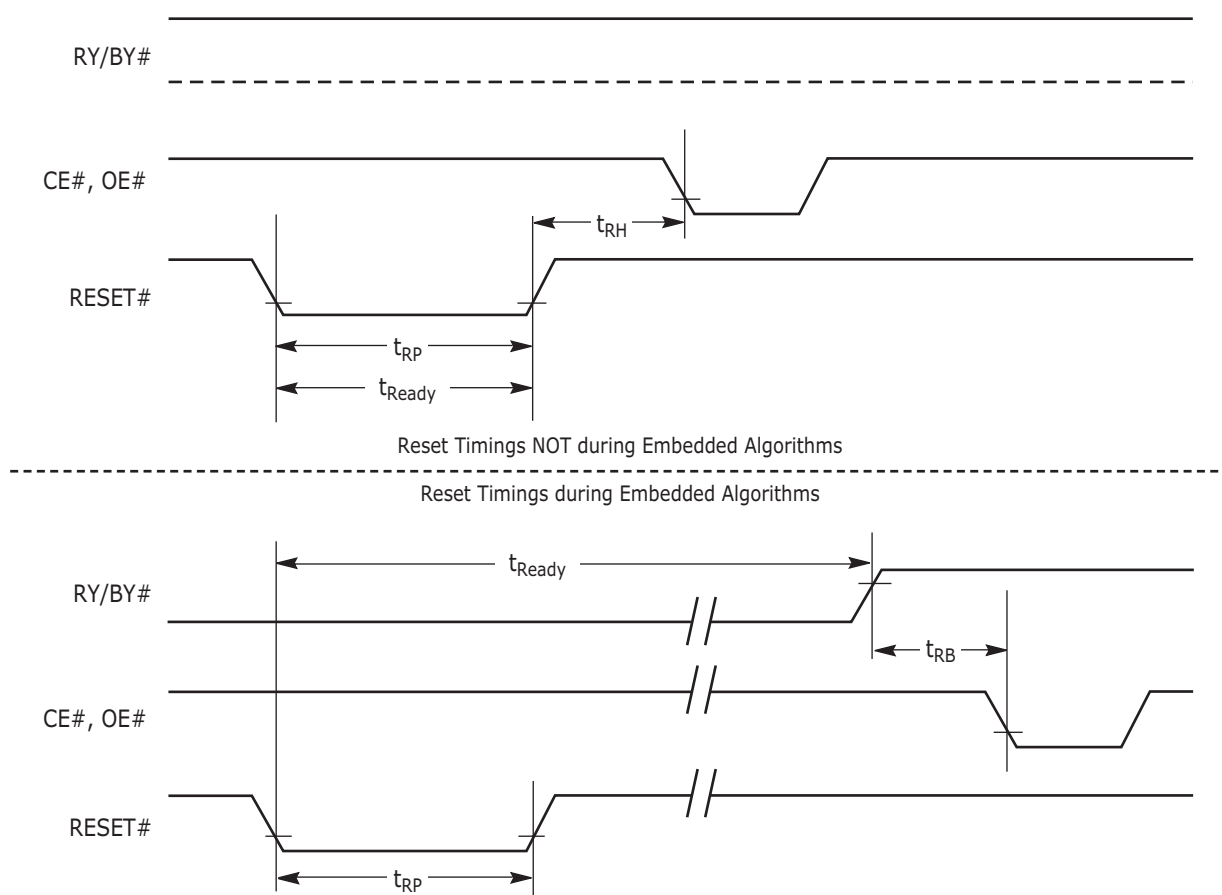 RY/BY#
CE#, OE#
tRH
RESET#
tRP
tReady
Reset Timings NOT during Embedded Algorithms
Reset Timings during Embedded Algorithms
tReady
RY/BY#
tRB
CE#, OE#
RESET#
tRP